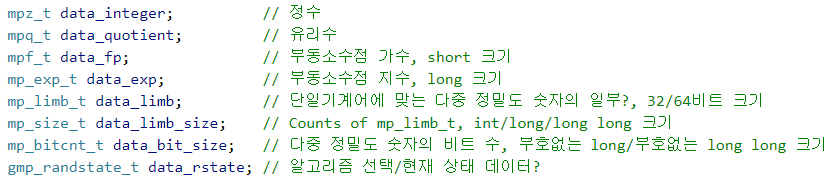 mpz_t data_integer; // 정수
mpq_t data_quotient; // 유리수
mpf_t data_fp; // 부동소수점 가수, short 크기
mp_exp_t data_exp; // 부동소수점 지수, long 크기
mp_limb_t data_limb; // 단일기계어에 맞는 다중 정밀도 숫자의 일부?, 32/64비트 크기
mp_size_t data_limb_size; // Counts of mp_limb_t, int/long/long long 크기
mp_bitcnt_t data_bit_size; // 다중 정밀도 숫자의 비트 수, 부호없는 long/부호없는 long long 크기
gmp_randstate_t data_rstate; // 알고리즘 선택/현재 상태 데이터?